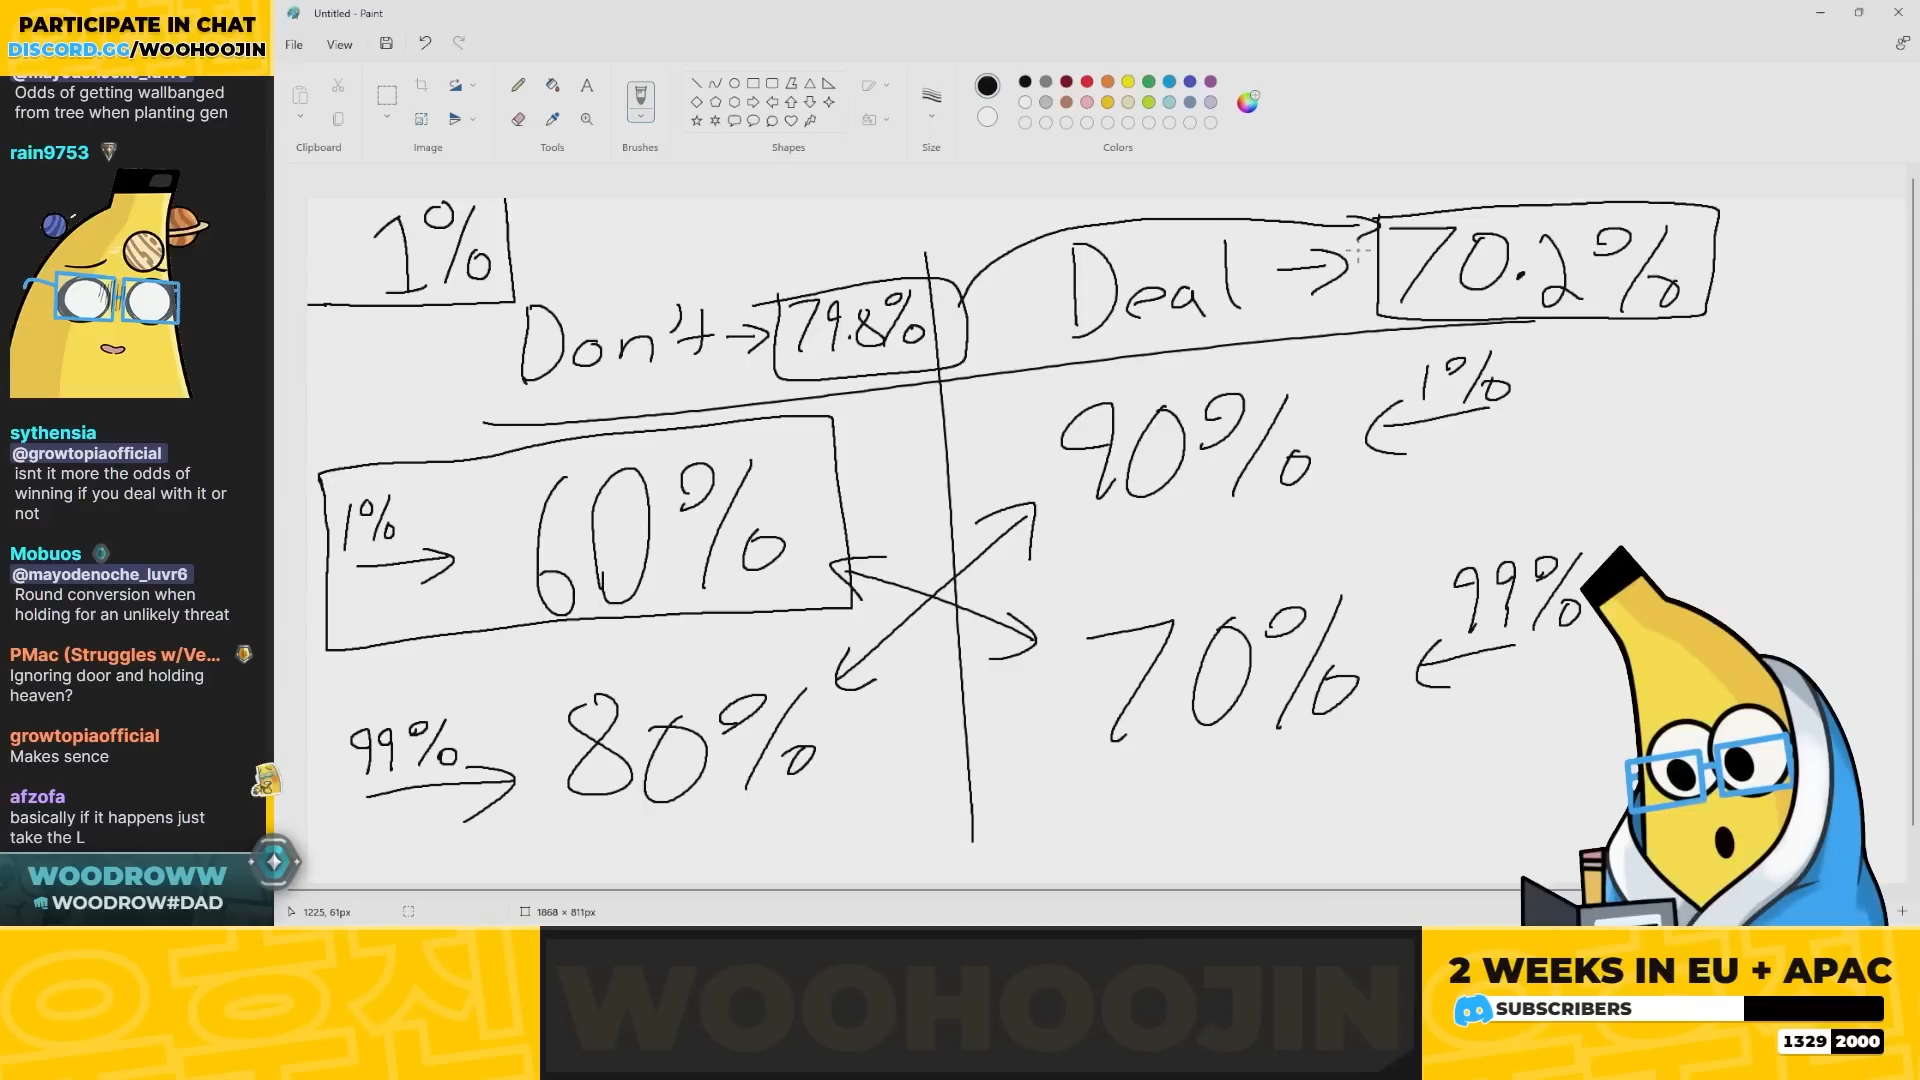 PARTICIPATE IN CHAT
DISCORD.GG/WOOHOOJIN
@mayodenoche_luvr6
Odds of getting wallbanged
from tree when planting gen
rain9753
sythensia
@growtopiaofficial
isnt it more the odds of
winning if you deal with it or
not
Mobuos
@mayodenoche_luvr6
Round conversion when
holding for an unlikely threat
PMac (Struggles w/Ve...
Ignoring door and holding
heaven?
growtopiaofficial
Makes sence
afzofa
basically if it happens just
take the L
WOODROWW
WOODROW#DAD
Untitled - Paint
File
View
Clipboard
Image
Tools
Brushes
Shapes
Size
Colors
1%
Don't → 79.8%
Deal → 70.2%
1%
60%
90%
1%
99%
80%
70%
99%
1225, 61px
1868 × 811px
우훈진
WOOHOOJIN
2 WEEKS IN EU + APAC
SUBSCRIBERS
1329
2000